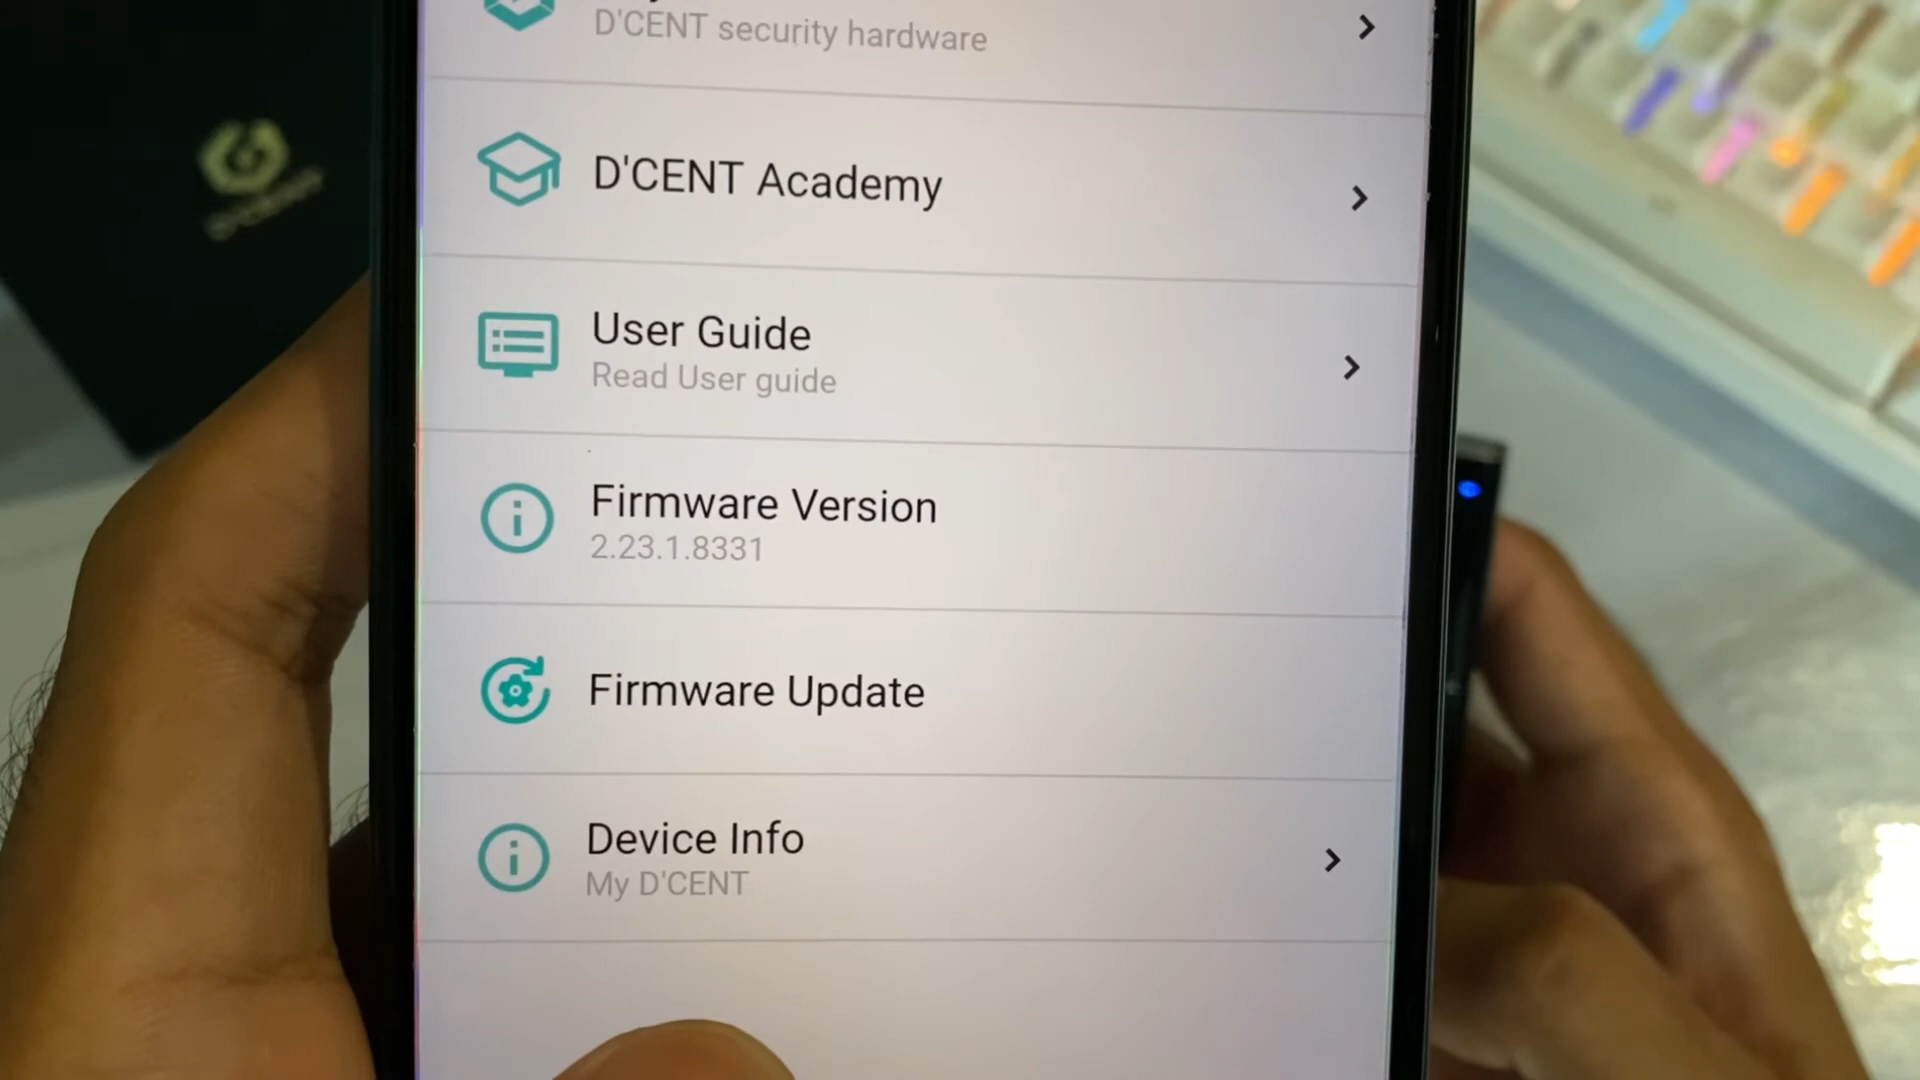 D'CENT security hardware
D'CENT Academy
User Guide
Read User guide
Firmware Version
2.23.1.8331
Firmware Update
Device Info
My D'CENT